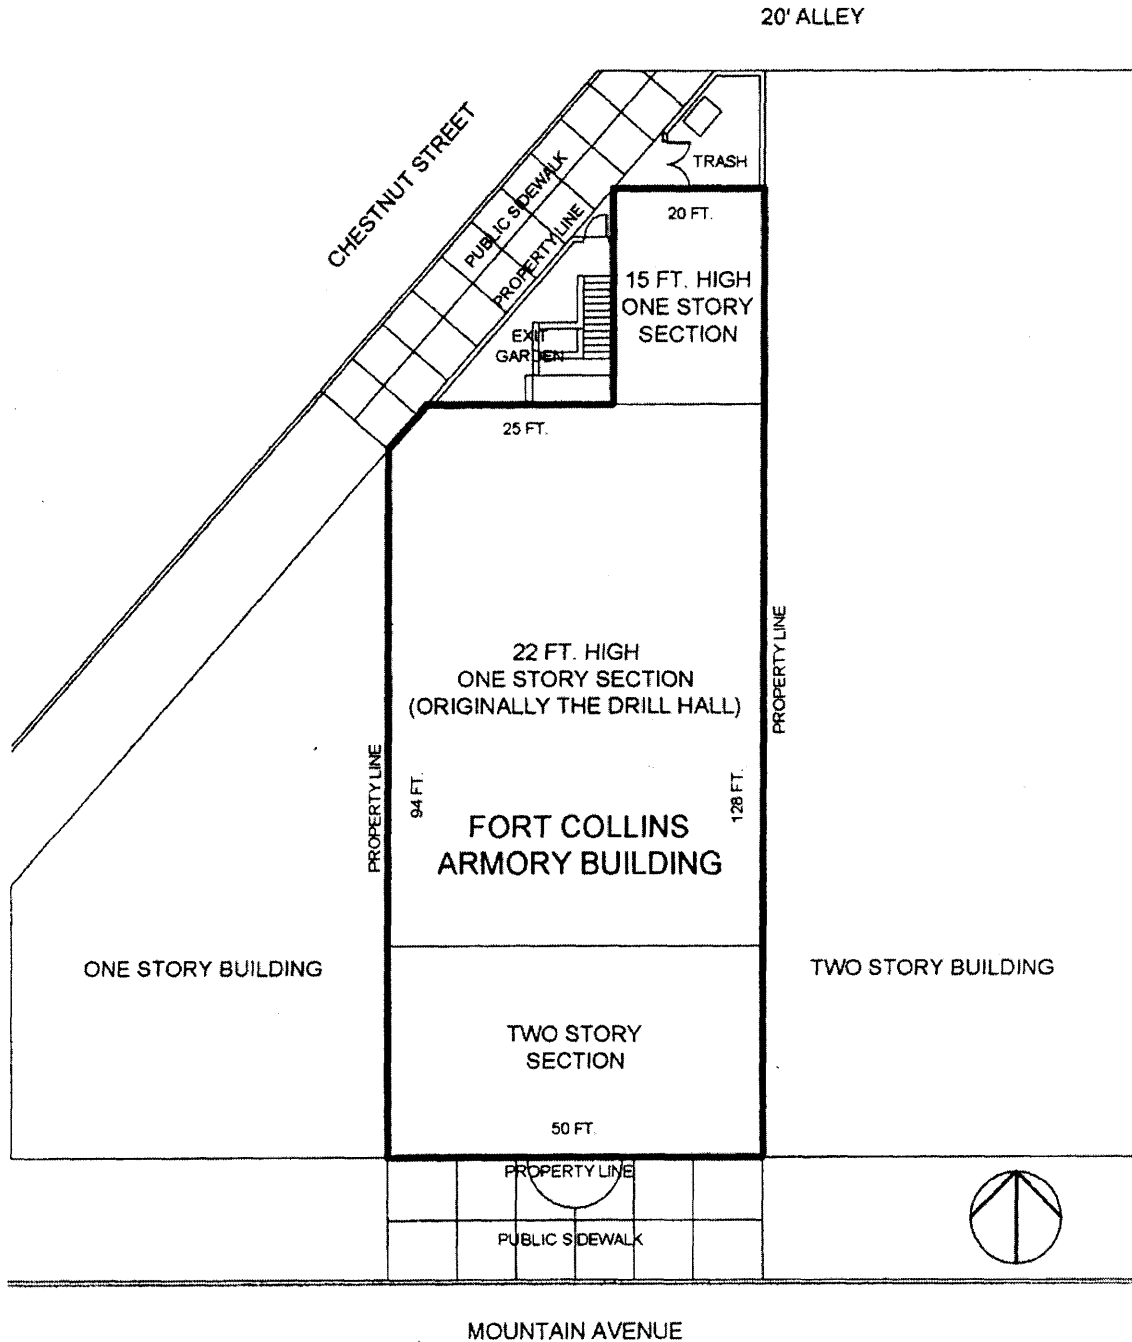 20' ALLEY
CHESTNUT STREET
PUBLIC SIDEWALK
PROPERTY LINE
TRASH
20 FT.
15 FT. HIGH
ONE STORY
SECTION
EXIT
GARDEN
25 FT.
22 FT. HIGH
ONE STORY SECTION
(ORIGINALLY THE DRILL HALL)
PROPERTY LINE
PROPERTY LINE
94 FT.
128 FT.
FORT COLLINS
ARMORY BUILDING
ONE STORY BUILDING
TWO STORY BUILDING
TWO STORY
SECTION
50 FT.
PROPERTY LINE
PUBLIC SIDEWALK
MOUNTAIN AVENUE